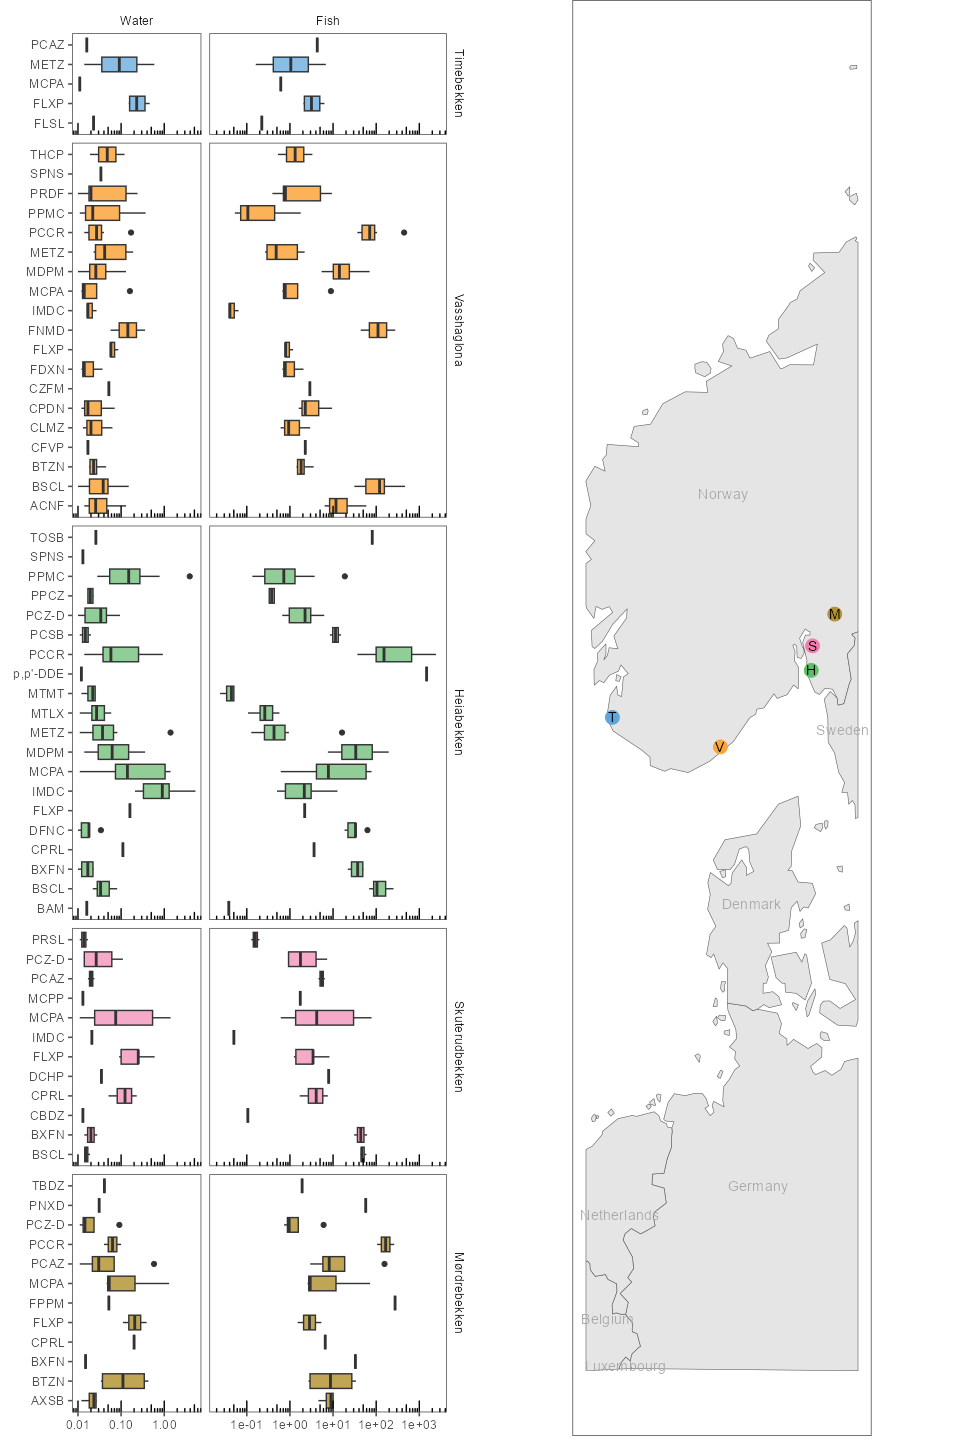 Water
Fish
PCAZ
METZ
MCPA
FLXP
FLSL
Timebekken
THCP
SPNS
PRDF
PPMC
PCCR
METZ
MDPM
MCPA
IMDC
FNMD
FLXP
FDXN
CZFM
CPDN
CLMZ
CFVP
BTZN
BSCL
ACNF
Vasshaglona
TOSB
SPNS
PPMC
PPCZ
PCZ-D
PCSB
PCCR
p,p'-DDE
MTMT
MTLX
METZ
MDPM
MCPA
IMDC
FLXP
DFNC
CPRL
BXFN
BSCL
BAM
Heiabekken
PRSL
PCZ-D
PCAZ
MCPP
MCPA
IMDC
FLXP
DCHP
CPRL
CBDZ
BXFN
BSCL
Skuterudbekken
TBDZ
PNXD
PCZ-D
PCCR
PCAZ
MCPA
FPPM
FLXP
CPRL
BXFN
BTZN
AXSB
Mørdrebekken
0.01 0.10 1.00
1e-01 1e+00 1e+01 1e+02 1e+03
Norway
M
S
H
T
V
Sweden
Denmark
Germany
Netherlands
Belgium
Luxembourg